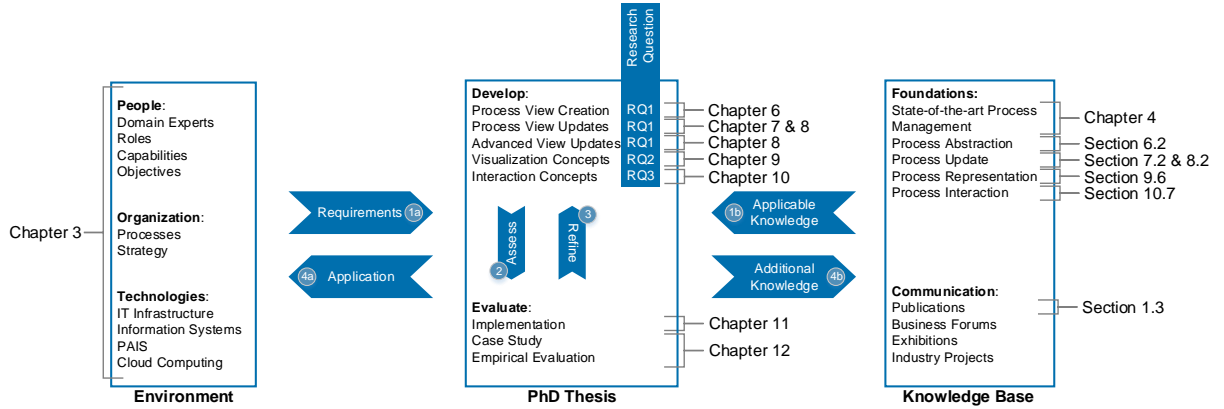 Chapter 3
People:
Domain Experts
Roles
Capabilities
Objectives
Organization:
Processes
Strategy
Technologies:
IT Infrastructure
Information Systems
PAIS
Cloud Computing
Environment
Requirements 1a
4a Application
Research
Question
Develop:
Process View Creation RQ1 Chapter 6
Process View Updates RQ1 Chapter 7 & 8
Advanced View Updates RQ1 Chapter 8
Visualization Concepts RQ2 Chapter 9
Interaction Concepts RQ3 Chapter 10
Assess 2
Refine 3
Evaluate:
Implementation Chapter 11
Case Study
Empirical Evaluation
Chapter 12
PhD Thesis
1b Applicable
Knowledge
Additional
Knowledge 4b
Foundations:
State-of-the-art Process
Management
Chapter 4
Process Abstraction Section 6.2
Process Update Section 7.2 & 8.2
Process Representation Section 9.6
Process Interaction Section 10.7
Communication:
Publications Section 1.3
Business Forums
Exhibitions
Industry Projects
Knowledge Base